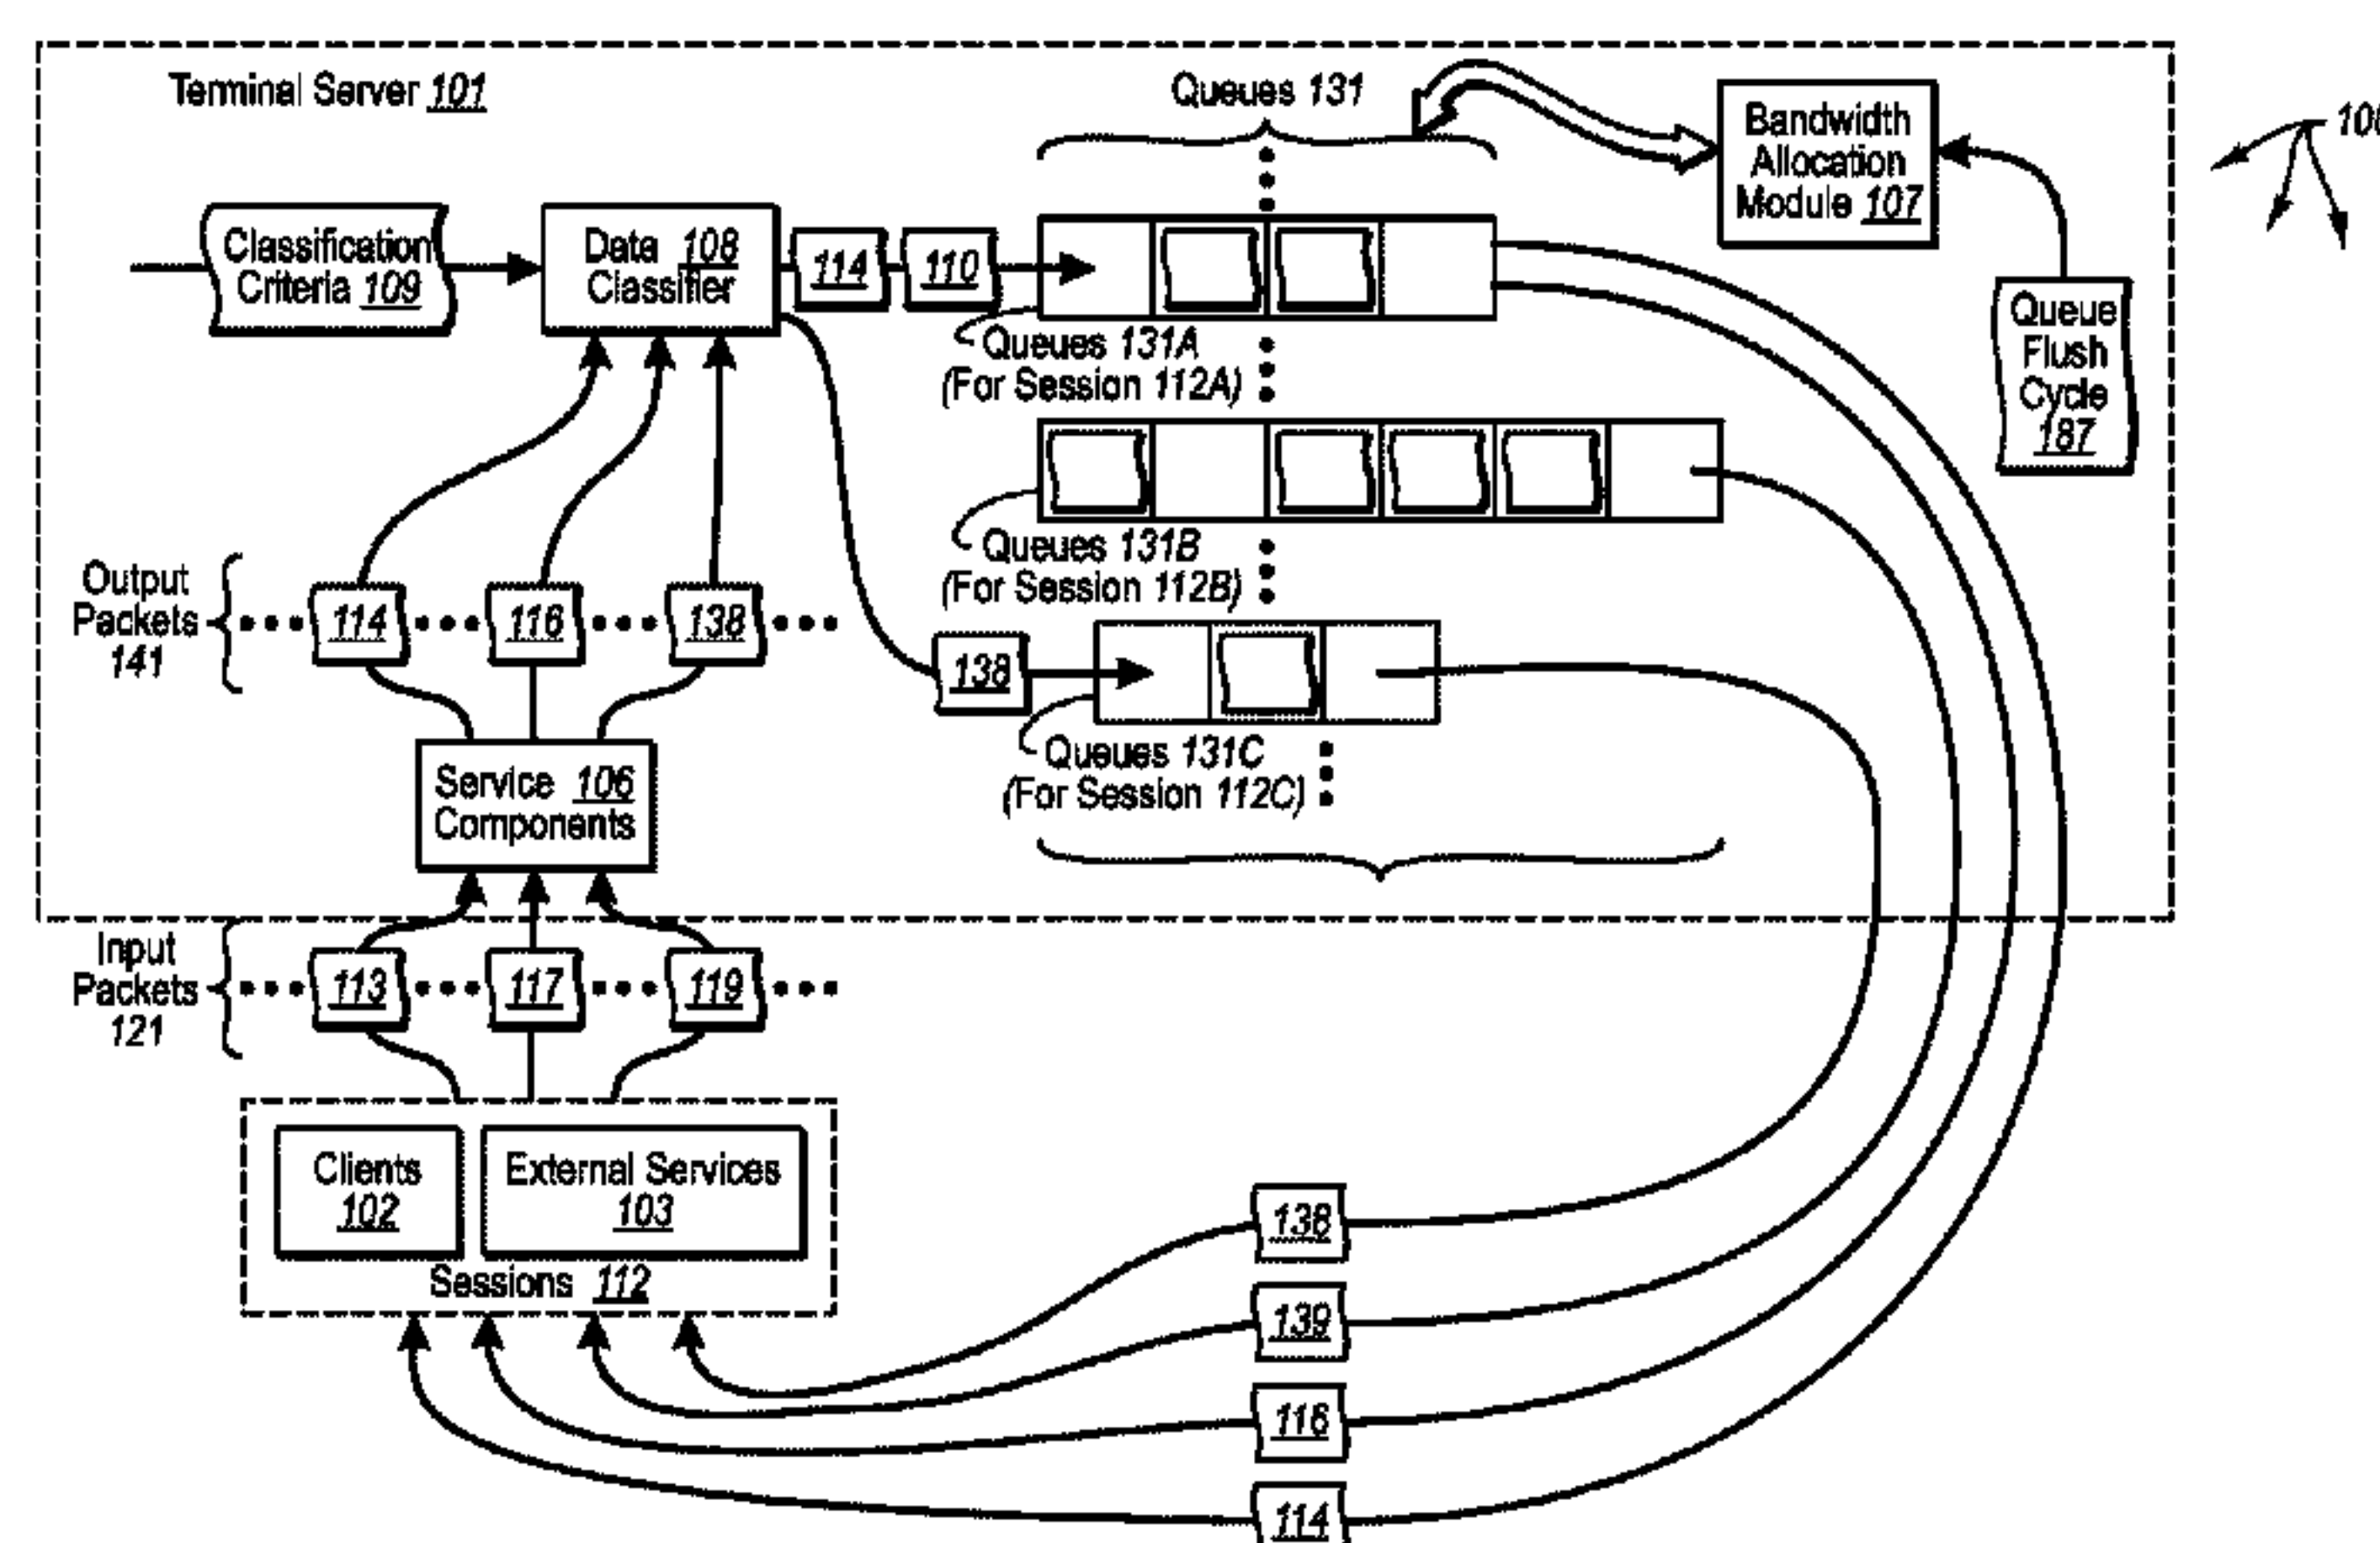 Terminal Server 101
Queues 131
Bandwidth
Allocation
Module 107
Classification
Criteria 109
Data 108
Classifier
114
110
Queues 131A
(For Session 112A)
Queue
Flush
Cycle
187
Queues 131B
(For Session 112B)
Output
Packets
141
114
116
138
138
Queues 131C
(For Session 112C)
Service 106
Components
Input
Packets
121
113
117
119
Clients
102
External Services
103
Sessions 112
138
139
116
114